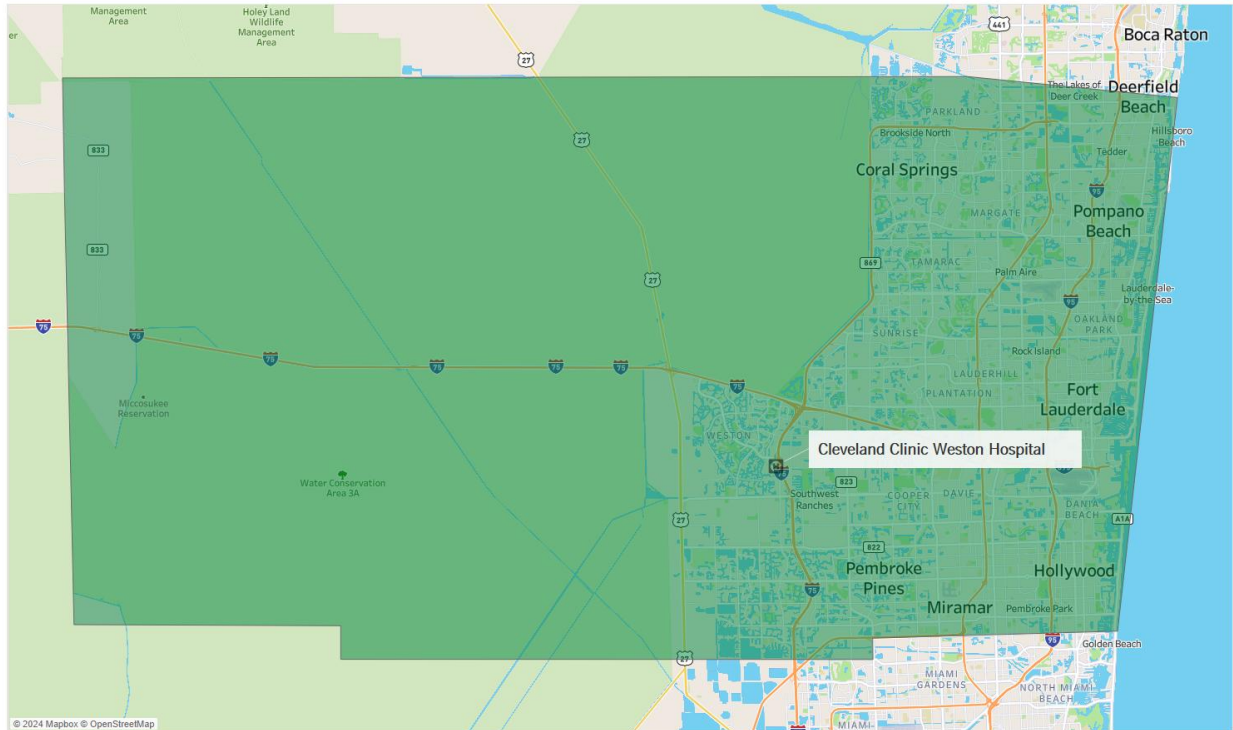 Management
Area
Holey Land
Wildlife
Management
Area
er
27
441
Boca Raton
The Lakes of
Deer Creek
Deerfield
Beach
PARKLAND
Hillsboro
Beach
27
Brookside North
833
Tedder
Coral Springs
95
MARGATE
Pompano
Beach
833
TAMARAC
869
Palm Aire
27
Lauderdale-
by-the-Sea
95
75
75
SUNRISE
OAKLAND
PARK
75
Rock Island
75
75
75
75
LAUDERHILL
Fort
Lauderdale
PLANTATION
Miccosukee
Reservation
WESTON
Cleveland Clinic Weston Hospital
75
Water Conservation
Area 3A
823
Southwest
Ranches
COOPER
CITY
DAVIE
DANIA
BEACH
27
A1A
822
Pembroke
Pines
Hollywood
75
Miramar
Pembroke Park
95
Golden Beach
27
MIAMI
GARDENS
NORTH MIAMI
BEACH
© 2024 Mapbox © OpenStreetMap
MIAMI